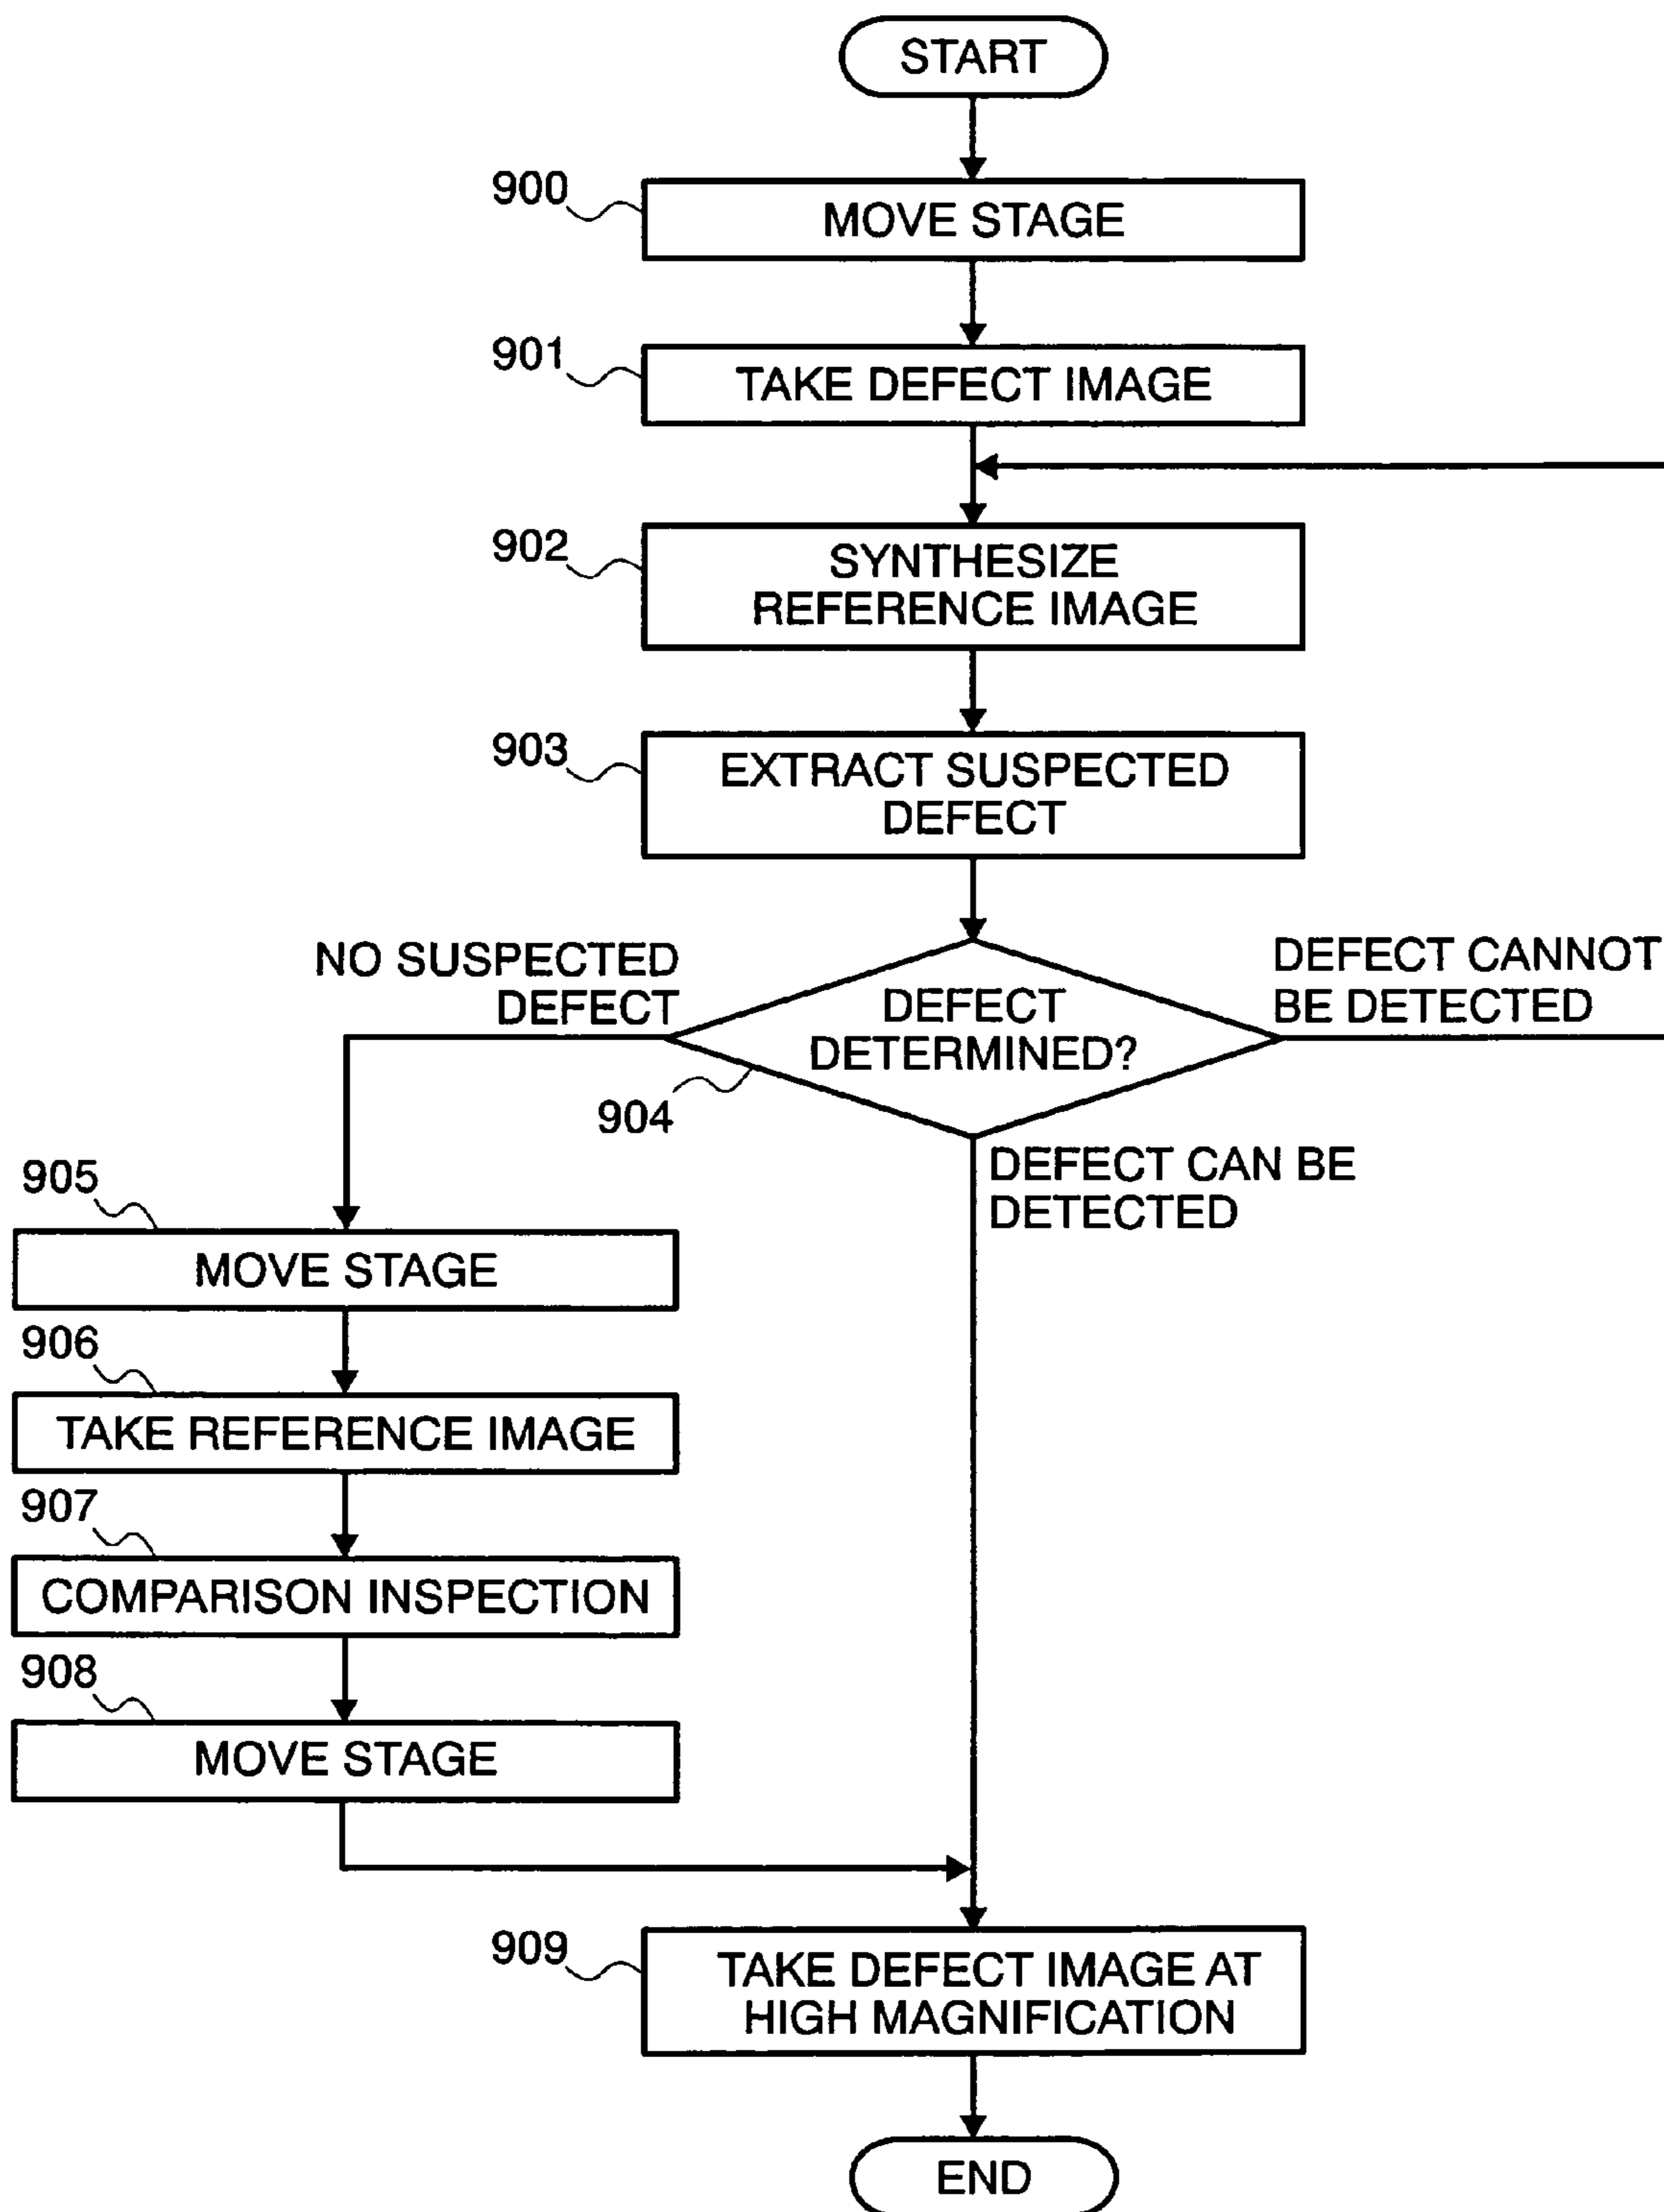 START
900
MOVE STAGE
901
TAKE DEFECT IMAGE
902
SYNTHESIZE
REFERENCE IMAGE
903
EXTRACT SUSPECTED
DEFECT
NO SUSPECTED
DEFECT
DEFECT
DETERMINED?
DEFECT CANNOT
BE DETECTED
904
DEFECT CAN BE
DETECTED
905
MOVE STAGE
906
TAKE REFERENCE IMAGE
907
COMPARISON INSPECTION
908
MOVE STAGE
909
TAKE DEFECT IMAGE AT
HIGH MAGNIFICATION
END